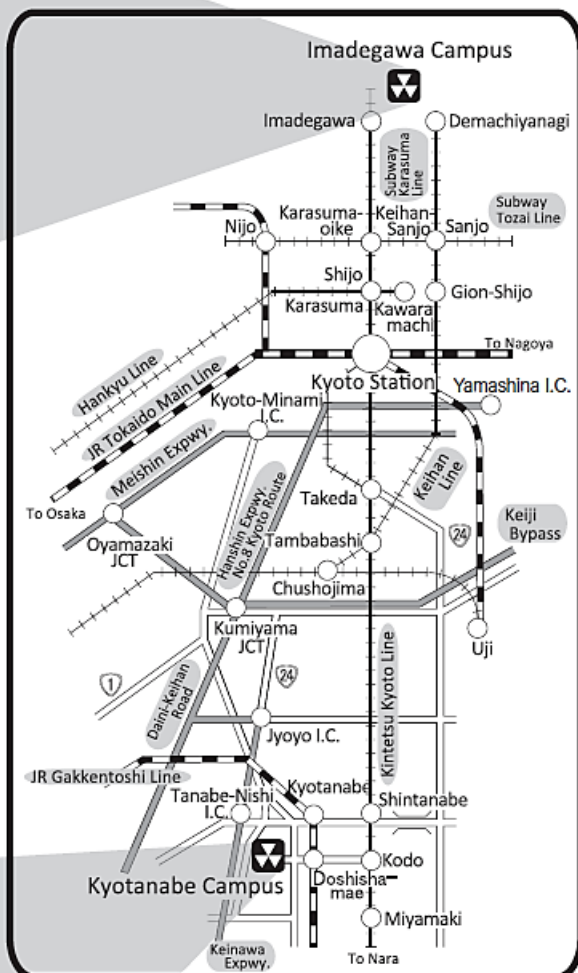 Imadegawa Campus
Imadegawa
Demachiyanagi
Subway
Karasuma
Line
Subway
Tozai Line
Nijo
Karasuma-
oike
Keihan-
Sanjo
Sanjo
Shijo
Karasuma
Kawara
machi
Gion-Shijo
To Nagoya
Kyoto Station
Hankyu Line
JR Tokaido Main Line
Kyoto-Minami
I.C.
Yamashina I.C.
Meishin Expwy.
To Osaka
Oyamazaki
JCT
Hanshin Expwy.
No.8 Kyoto Route
Takeda
Keihan
Line
24
Keiji
Bypass
Tambabashi
Chushojima
Kumiyama
JCT
Uji
1
Daini-Keihan
Road
24
Kintetsu Kyoto Line
Jyoyo I.C.
JR Gakkentoshi Line
Tanabe-Nishi
I.C.
Kyotanabe
Shintanabe
Kyotanabe Campus
Kodo
Doshisha-
mae
Miyamaki
Keinawa
Expwy.
To Nara